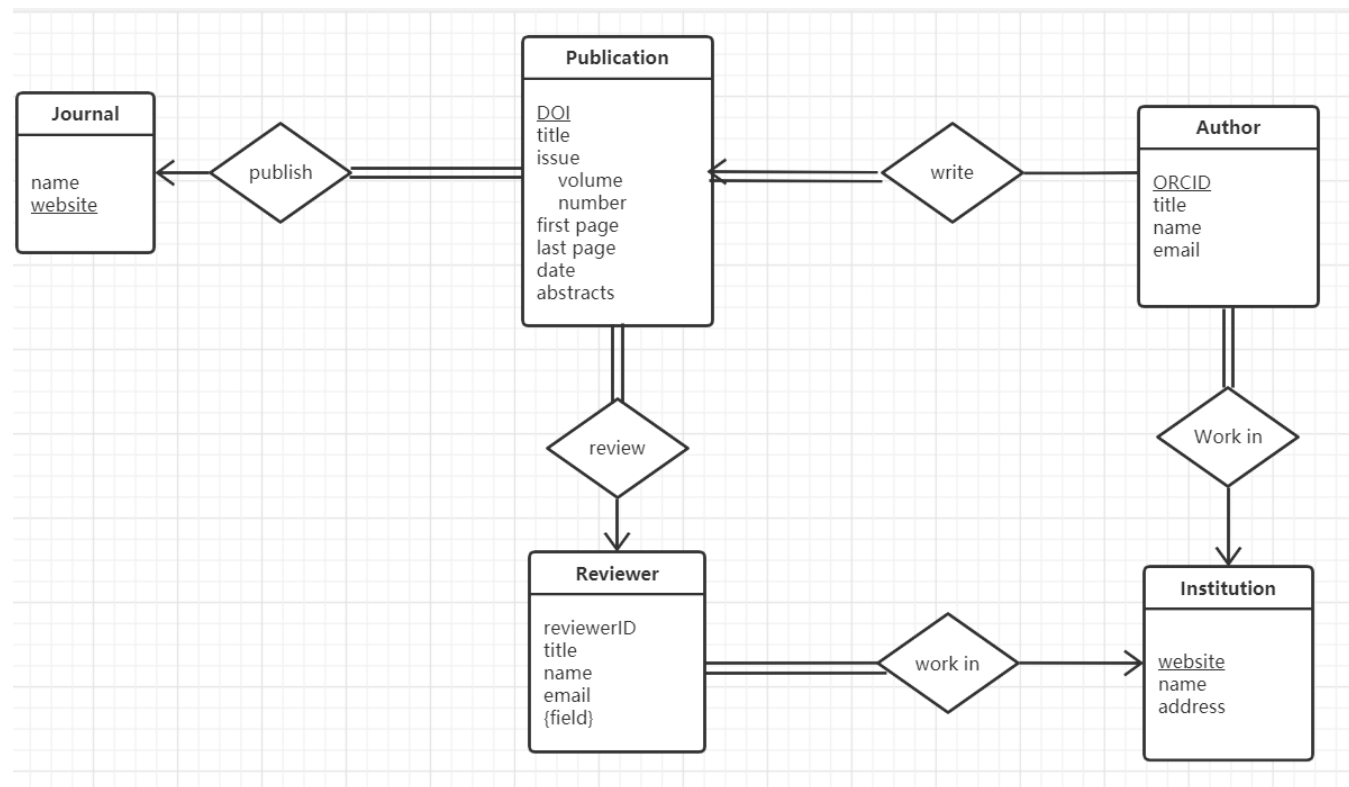 Journal
name
website
publish
Publication
DOI
title
issue
volume
number
first page
last page
date
abstracts
write
Author
ORCID
title
name
email
review
Work in
Reviewer
reviewerID
title
name
email
{field}
work in
Institution
website
name
address